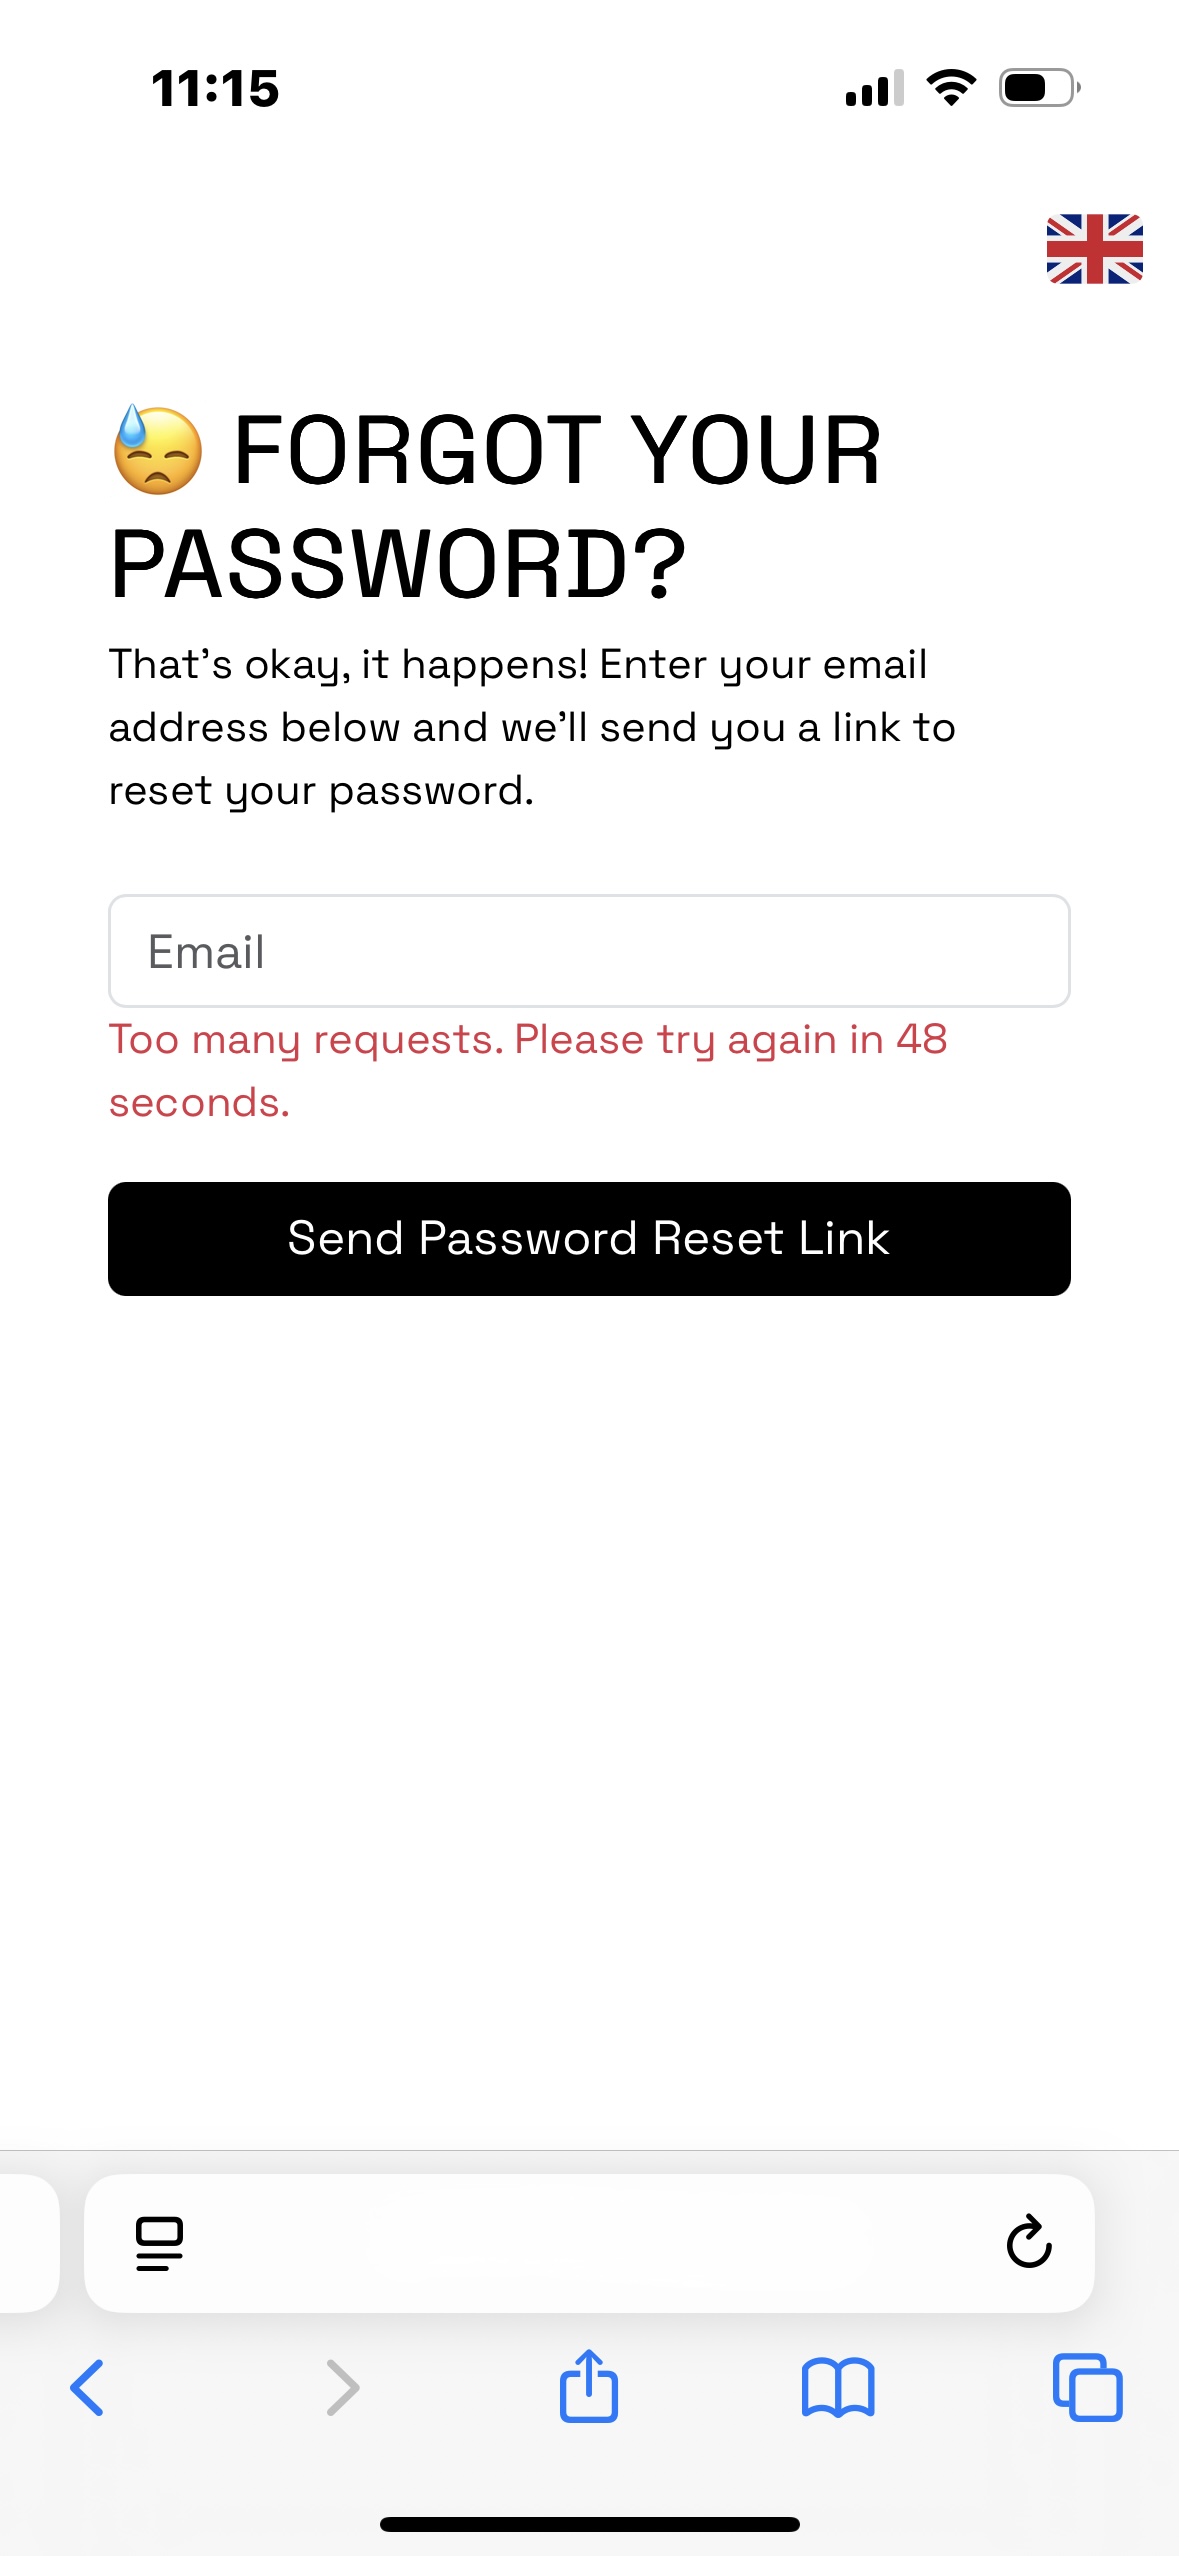 11:15
😓 FORGOT YOUR
PASSWORD?
That’s okay, it happens! Enter your email
address below and we’ll send you a link to
reset your password.
Email
Too many requests. Please try again in 48
seconds.
Send Password Reset Link